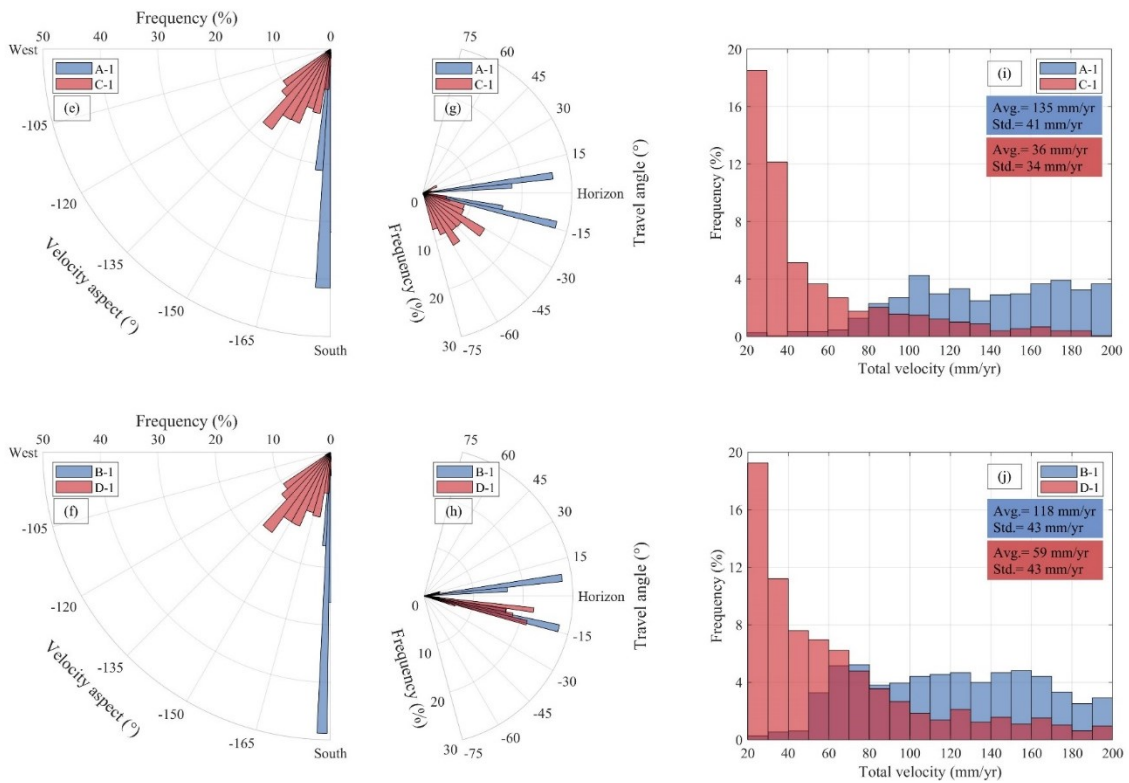 Frequency (%)
50 40 30 20 10 0
West
A-1
C-1
(e)
-105
-120
-135
-150
-165
South
Velocity aspect (°)
75
60
45
30
15
Horizon
-15
-30
-45
-60
-75
A-1
C-1
(g)
0
10
20
30
Frequency (%)
Travel angle (°)
20
16
12
8
4
0
Frequency (%)
(i)
A-1
C-1
Avg.= 135 mm/yr
Std.= 41 mm/yr
Avg.= 36 mm/yr
Std.= 34 mm/yr
20 40 60 80 100 120 140 160 180 200
Total velocity (mm/yr)
Frequency (%)
50 40 30 20 10 0
West
B-1
D-1
(f)
-105
-120
-135
-150
-165
South
Velocity aspect (°)
75
60
45
30
15
Horizon
-15
-30
-45
-60
-75
B-1
D-1
(h)
0
10
20
30
Frequency (%)
Travel angle (°)
20
16
12
8
4
0
Frequency (%)
(j)
B-1
D-1
Avg.= 118 mm/yr
Std.= 43 mm/yr
Avg.= 59 mm/yr
Std.= 43 mm/yr
20 40 60 80 100 120 140 160 180 200
Total velocity (mm/yr)